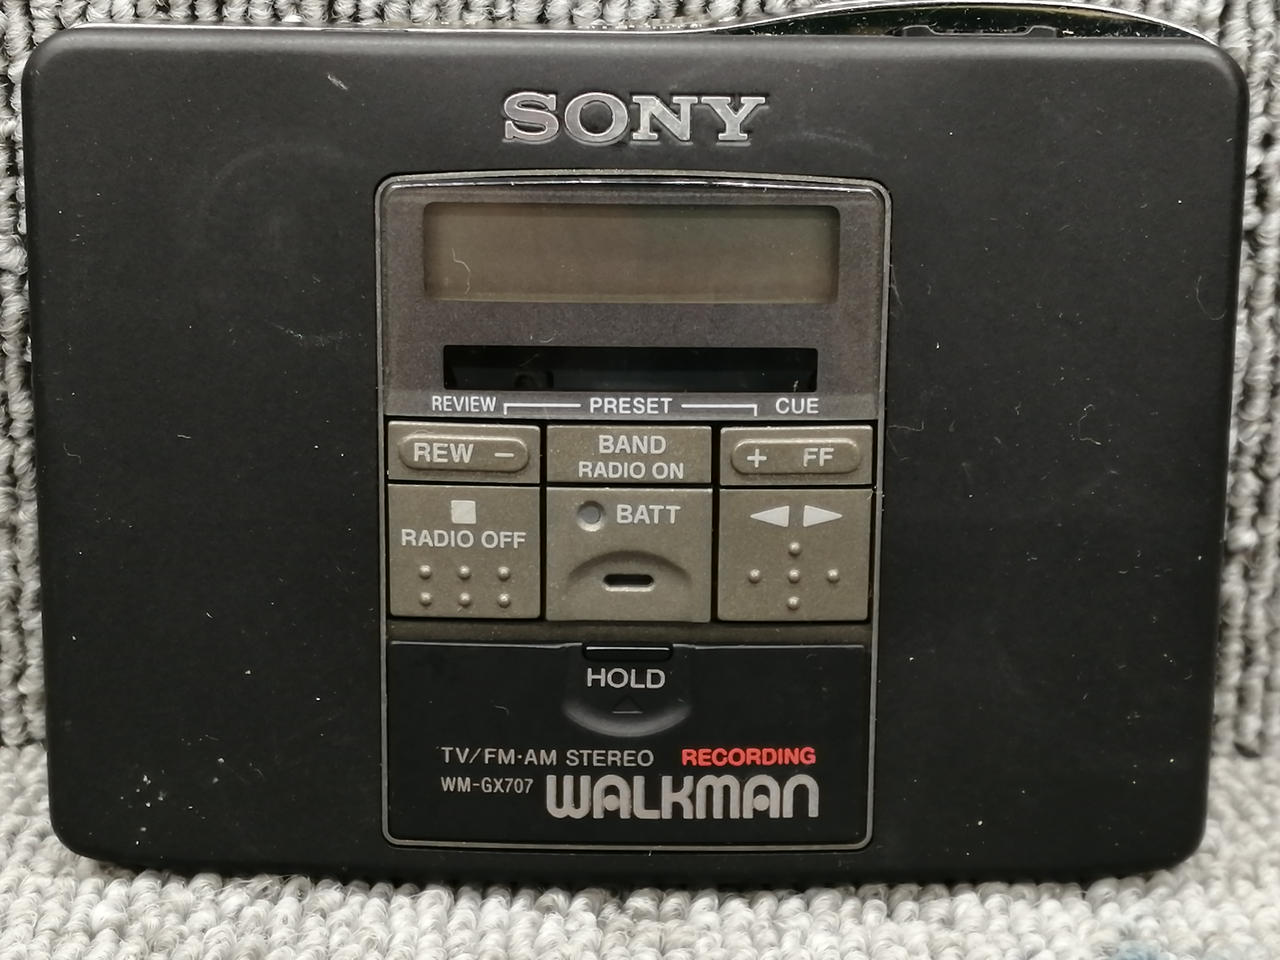 SONY
REVIEW PRESET CUE
REW − BAND + FF
RADIO ON
RADIO OFF BATT
HOLD
TV/FM·AM STEREO RECORDING
WM-GX707 WALKMAN